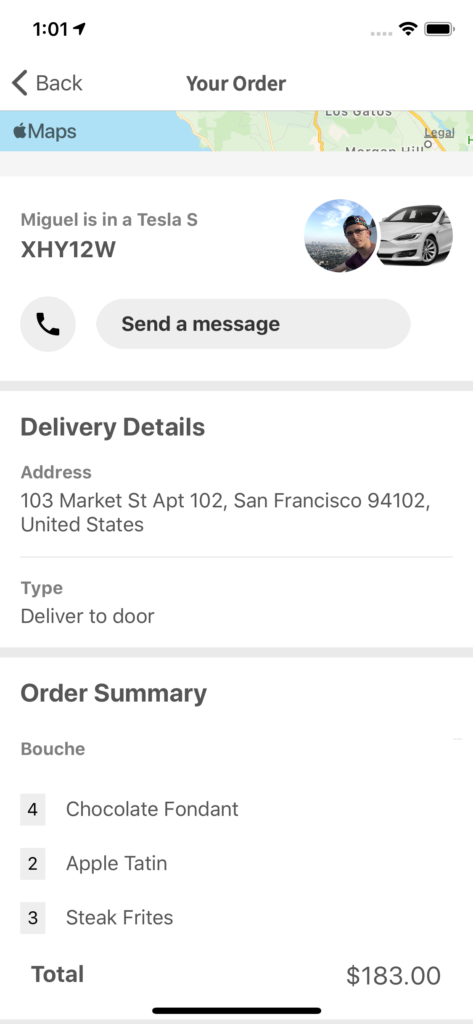 1:01
Back
Your Order
Los Gatos
Maps
Legal
Morgan Hill
Miguel is in a Tesla S
XHY12W
Send a message
Delivery Details
Address
103 Market St Apt 102, San Francisco 94102,
United States
Type
Deliver to door
Order Summary
Bouche
4 Chocolate Fondant
2 Apple Tatin
3 Steak Frites
Total $183.00